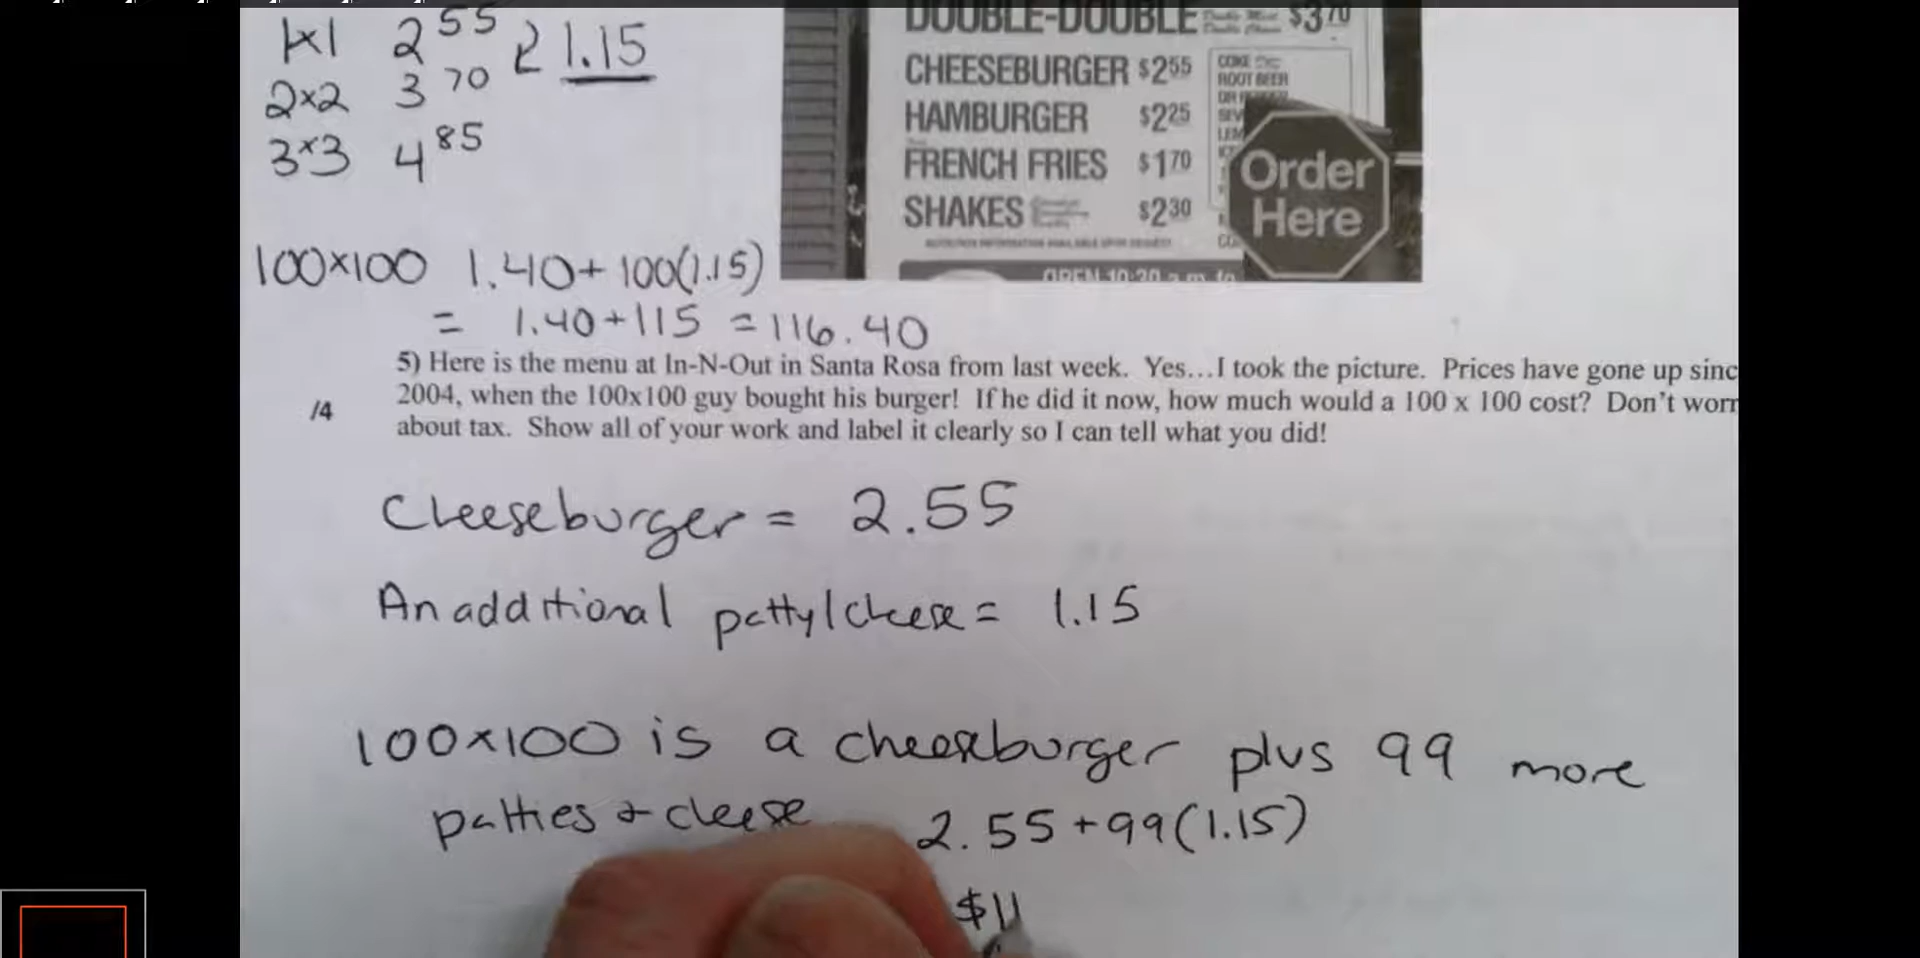 1x1 2 55
1.15
2x2 3 70
3x3 4 85
DOUBLE-DOUBLE $3 70
CHEESEBURGER $2 55
HAMBURGER $2 25
FRENCH FRIES $1 70
SHAKES $2 30
ROOT BEER
Order
Here
OPEN 10:30 a.m. to
100x100 1.40+ 100(1.15)
= 1.40+115 = 116.40
5) Here is the menu at In-N-Out in Santa Rosa from last week. Yes…I took the picture. Prices have gone up sinc
/4 2004, when the 100x100 guy bought his burger! If he did it now, how much would a 100 x 100 cost? Don't worr
about tax. Show all of your work and label it clearly so I can tell what you did!
Cheeseburger = 2.55
An additional patty/cheese = 1.15
100x100 is a cheeseburger plus 99 more
patties + cheese 2.55+99(1.15)
$11